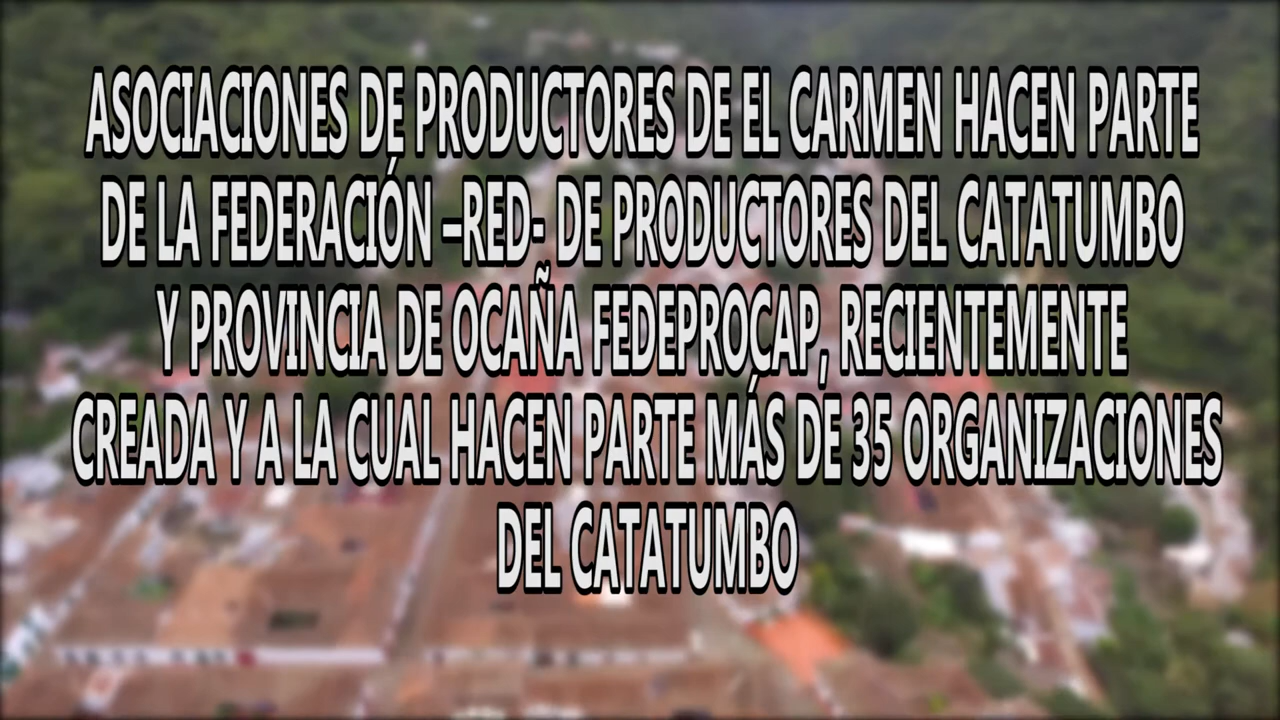 ASOCIACIONES DE PRODUCTORES DE EL CARMEN HACEN PARTE
DE LA FEDERACIÓN –RED- DE PRODUCTORES DEL CATATUMBO
Y PROVINCIA DE OCAÑA FEDEPROCAP, RECIENTEMENTE
CREADA Y A LA CUAL HACEN PARTE MÁS DE 35 ORGANIZACIONES
DEL CATATUMBO